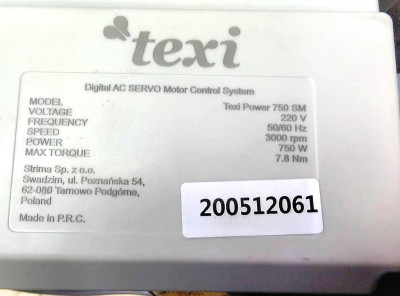 texi
Digital AC SERVO Motor Control System
MODEL Texi Power 750 SM
VOLTAGE 220 V
FREQUENCY 50/60 Hz
SPEED 3000 rpm
POWER 750 W
MAX TORQUE 7.8 Nm
Strima Sp. z o.o.
Swadzim, ul. Poznańska 54,
62-080 Tarnowo Podgórne,
Poland
Made in P.R.C.
200512061